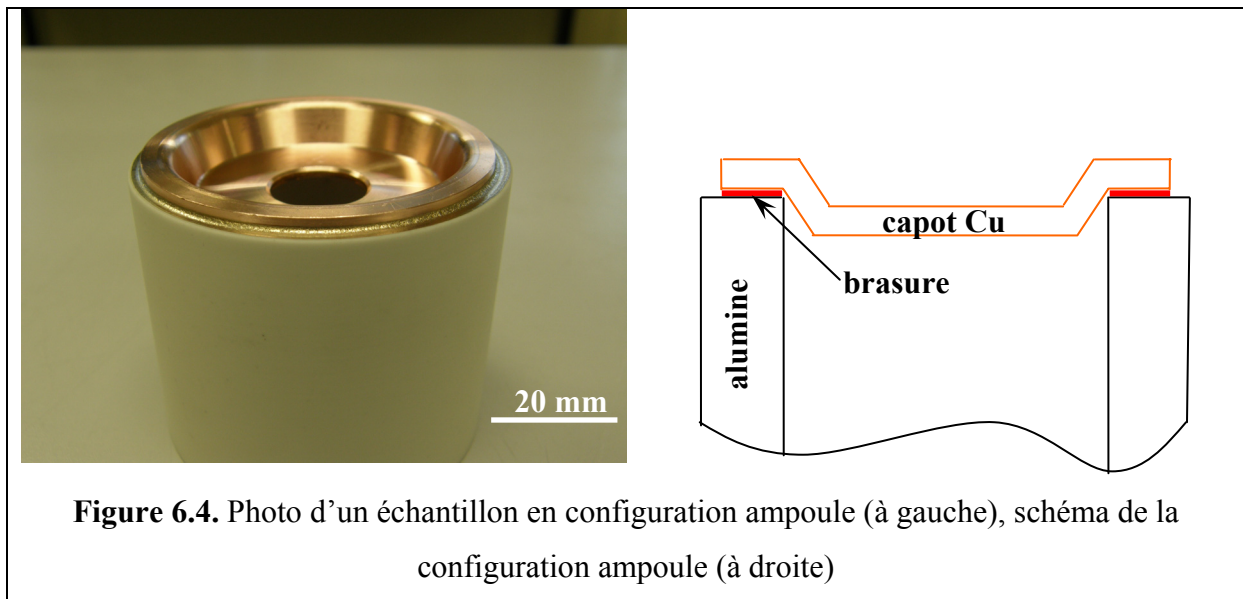 20 mm
capot Cu
brasure
alumine
Figure 6.4. Photo d’un échantillon en configuration ampoule (à gauche), schéma de la
configuration ampoule (à droite)